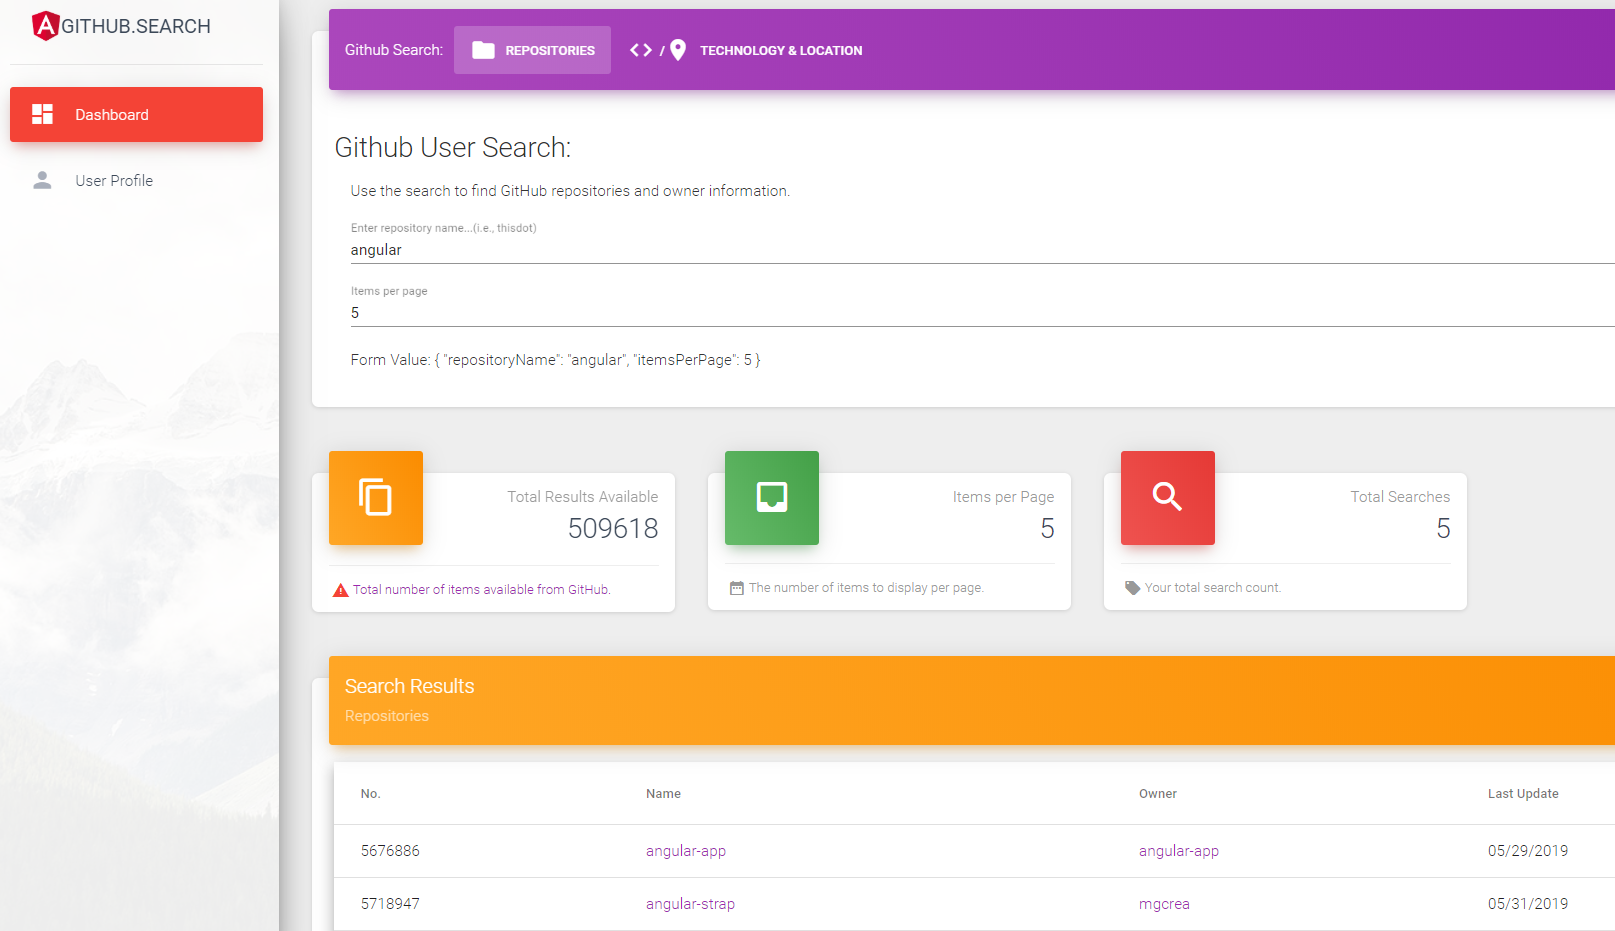 GITHUB.SEARCH
Dashboard
User Profile
Github Search: REPOSITORIES / TECHNOLOGY & LOCATION
Github User Search:
Use the search to find GitHub repositories and owner information.
Enter repository name...(i.e., thisdot)
angular
Items per page
5
Form Value: { "repositoryName": "angular", "itemsPerPage": 5 }
Total Results Available
509618
Total number of items available from GitHub.
Items per Page
5
The number of items to display per page.
Total Searches
5
Your total search count.
Search Results
Repositories
No. Name Owner Last Update
5676886 angular-app angular-app 05/29/2019
5718947 angular-strap mgcrea 05/31/2019